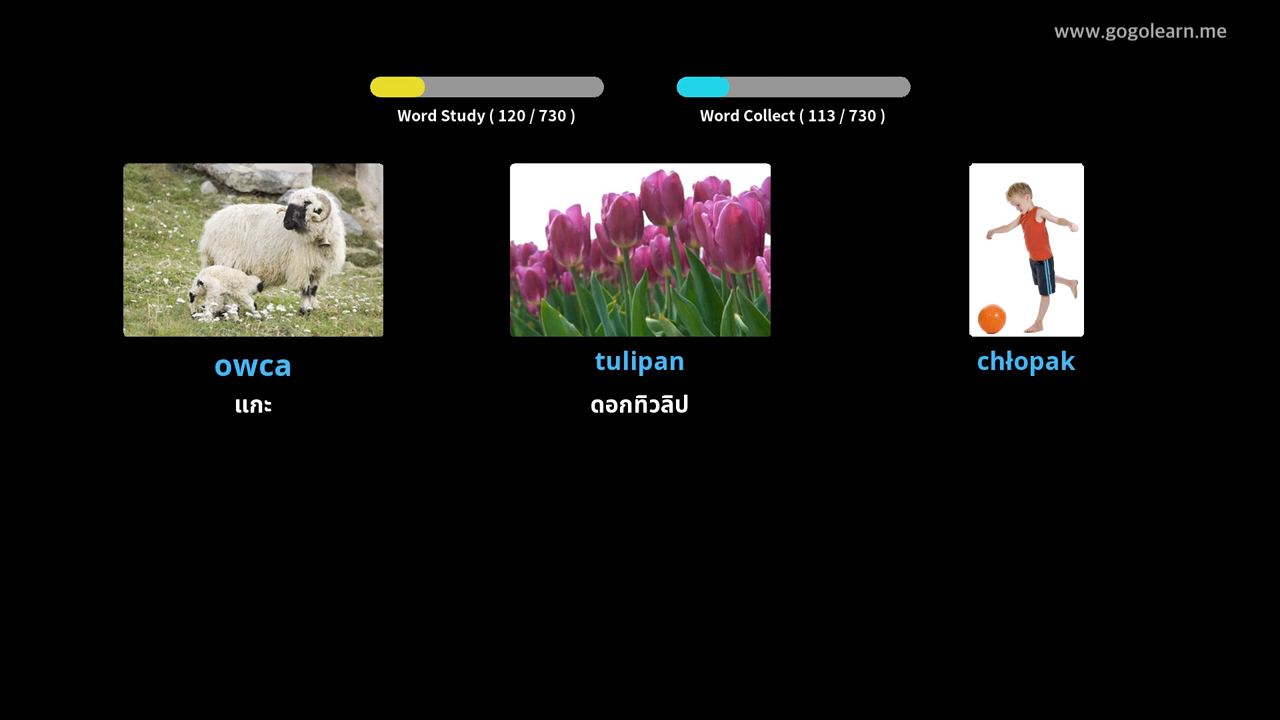 www.gogolearn.me
Word Study ( 120 / 730 )
Word Collect ( 113 / 730 )
owca
tulipan
chłopak
แกะ
ดอกทิวลิป